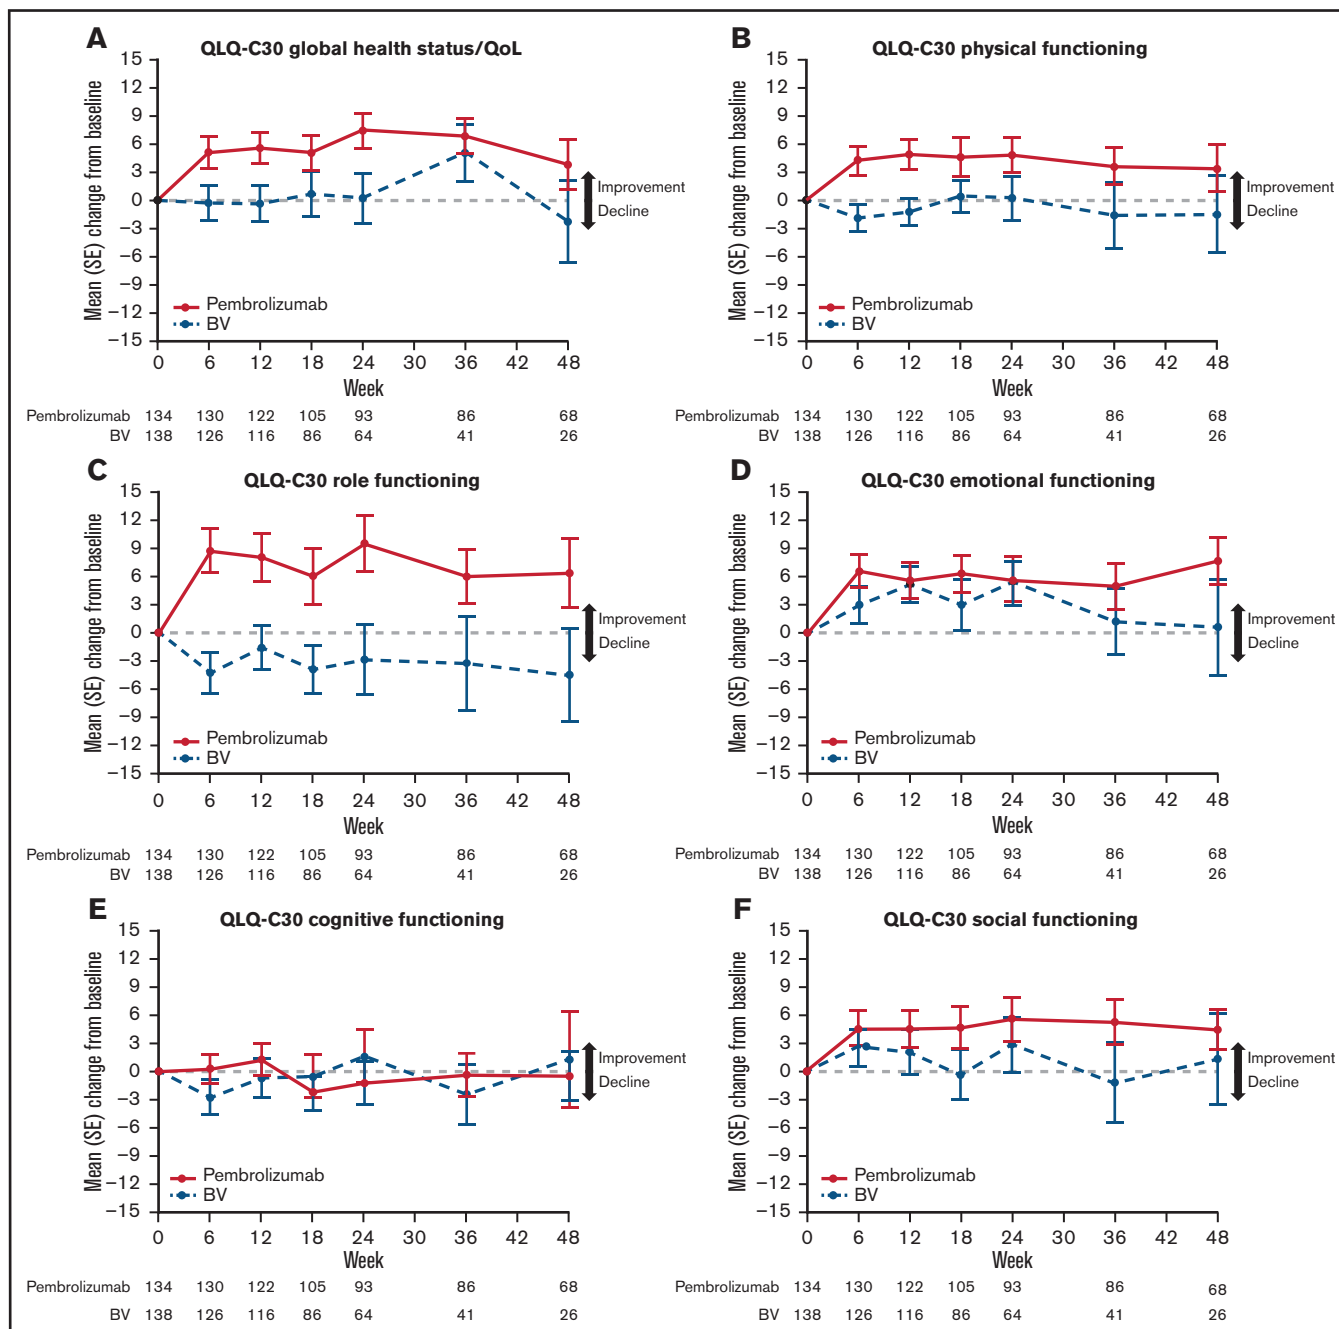 A
QLQ-C30 global health status/QoL
Mean (SE) change from baseline
15
12
9
6
3
0
−3
−6
−9
−12
−15
Improvement
Decline
Pembrolizumab
BV
0 6 12 18 24 30 36 42 48
Week
Pembrolizumab 134 130 122 105 93 86 68
BV 138 126 116 86 64 41 26
B
QLQ-C30 physical functioning
Mean (SE) change from baseline
15
12
9
6
3
0
−3
−6
−9
−12
−15
Improvement
Decline
Pembrolizumab
BV
0 6 12 18 24 30 36 42 48
Week
Pembrolizumab 134 130 122 105 93 86 68
BV 138 126 116 86 64 41 26
C
QLQ-C30 role functioning
Mean (SE) change from baseline
15
12
9
6
3
0
−3
−6
−9
−12
−15
Improvement
Decline
Pembrolizumab
BV
0 6 12 18 24 30 36 42 48
Week
Pembrolizumab 134 130 122 105 93 86 68
BV 138 126 116 86 64 41 26
D
QLQ-C30 emotional functioning
Mean (SE) change from baseline
15
12
9
6
3
0
−3
−6
−9
−12
−15
Improvement
Decline
Pembrolizumab
BV
0 6 12 18 24 30 36 42 48
Week
Pembrolizumab 134 130 122 105 93 86 68
BV 138 126 116 86 64 41 26
E
QLQ-C30 cognitive functioning
Mean (SE) change from baseline
15
12
9
6
3
0
−3
−6
−9
−12
−15
Improvement
Decline
Pembrolizumab
BV
0 6 12 18 24 30 36 42 48
Week
Pembrolizumab 134 130 122 105 93 86 68
BV 138 126 116 86 64 41 26
F
QLQ-C30 social functioning
Mean (SE) change from baseline
15
12
9
6
3
0
−3
−6
−9
−12
−15
Improvement
Decline
Pembrolizumab
BV
0 6 12 18 24 30 36 42 48
Week
Pembrolizumab 134 130 122 105 93 86 68
BV 138 126 116 86 64 41 26